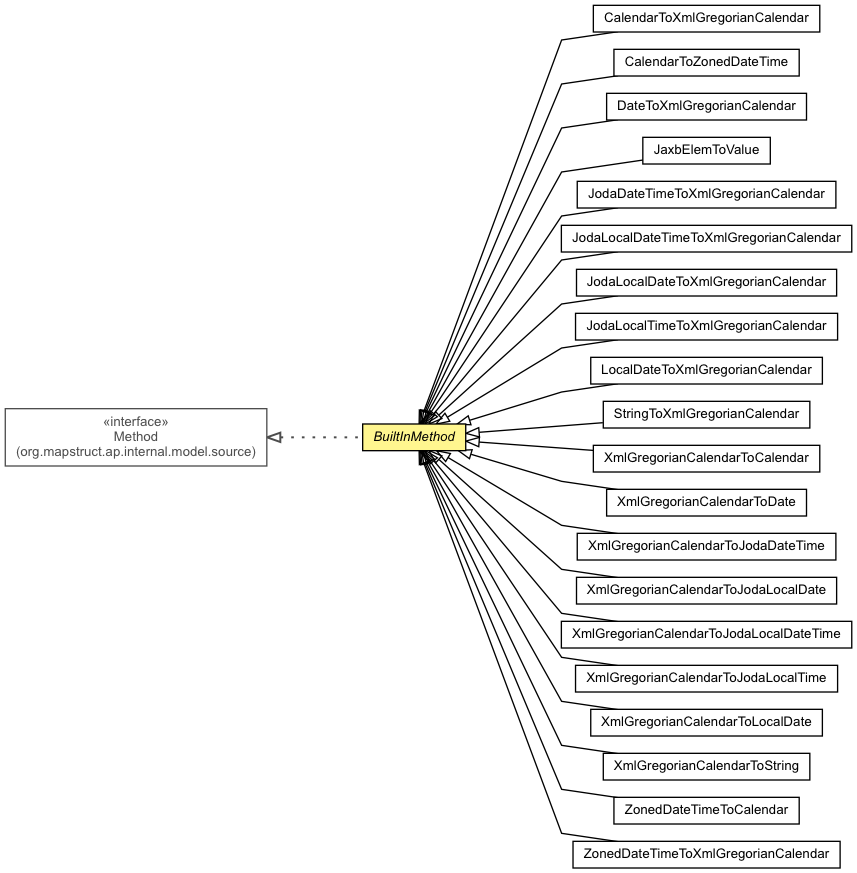 CalendarToXmlGregorianCalendar
CalendarToZonedDateTime
DateToXmlGregorianCalendar
JaxbElemToValue
JodaDateTimeToXmlGregorianCalendar
JodaLocalDateTimeToXmlGregorianCalendar
JodaLocalDateToXmlGregorianCalendar
JodaLocalTimeToXmlGregorianCalendar
LocalDateToXmlGregorianCalendar
«interface»
Method
(org.mapstruct.ap.internal.model.source)
BuiltInMethod
StringToXmlGregorianCalendar
XmlGregorianCalendarToCalendar
XmlGregorianCalendarToDate
XmlGregorianCalendarToJodaDateTime
XmlGregorianCalendarToJodaLocalDate
XmlGregorianCalendarToJodaLocalDateTime
XmlGregorianCalendarToJodaLocalTime
XmlGregorianCalendarToLocalDate
XmlGregorianCalendarToString
ZonedDateTimeToCalendar
ZonedDateTimeToXmlGregorianCalendar